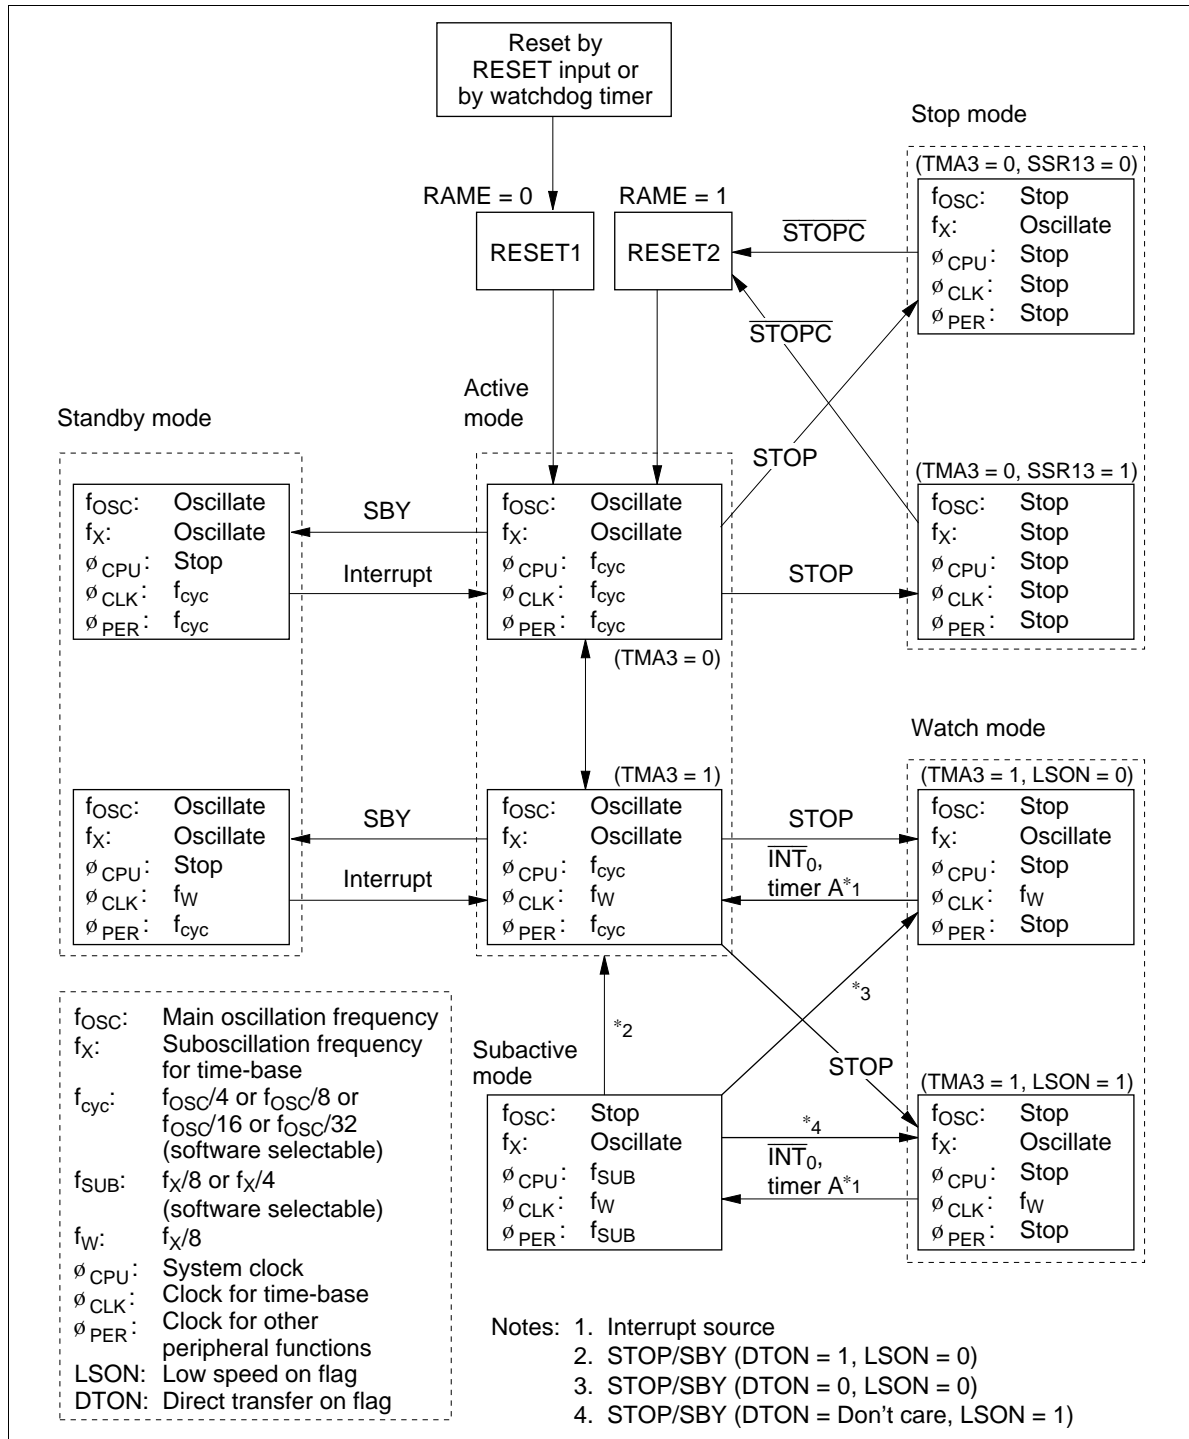 Reset by
RESET input or
by watchdog timer
Stop mode
(TMA3 = 0, SSR13 = 0)
RAME = 0
RAME = 1
RESET1
RESET2
STOPC
fOSC: Stop
fX: Oscillate
øCPU: Stop
øCLK: Stop
øPER: Stop
STOPC
STOP
Standby mode
Active
mode
(TMA3 = 0, SSR13 = 1)
fOSC: Oscillate
fX: Oscillate
øCPU: Stop
øCLK: fcyc
øPER: fcyc
SBY
Interrupt
fOSC: Oscillate
fX: Oscillate
øCPU: fcyc
øCLK: fcyc
øPER: fcyc
(TMA3 = 0)
STOP
fOSC: Stop
fX: Stop
øCPU: Stop
øCLK: Stop
øPER: Stop
Watch mode
(TMA3 = 1)
(TMA3 = 1, LSON = 0)
fOSC: Oscillate
fX: Oscillate
øCPU: Stop
øCLK: fW
øPER: fcyc
SBY
Interrupt
fOSC: Oscillate
fX: Oscillate
øCPU: fcyc
øCLK: fW
øPER: fcyc
STOP
INT0,
timer A*1
fOSC: Stop
fX: Oscillate
øCPU: Stop
øCLK: fW
øPER: Stop
*2
*3
STOP
Subactive
mode
(TMA3 = 1, LSON = 1)
fOSC: Stop
fX: Oscillate
øCPU: fSUB
øCLK: fW
øPER: fSUB
*4
INT0,
timer A*1
fOSC: Stop
fX: Oscillate
øCPU: Stop
øCLK: fW
øPER: Stop
fOSC: Main oscillation frequency
fX: Suboscillation frequency
for time-base
fcyc: fOSC/4 or fOSC/8 or
fOSC/16 or fOSC/32
(software selectable)
fSUB: fX/8 or fX/4
(software selectable)
fW: fX/8
øCPU: System clock
øCLK: Clock for time-base
øPER: Clock for other
peripheral functions
LSON: Low speed on flag
DTON: Direct transfer on flag
Notes: 1. Interrupt source
2. STOP/SBY (DTON = 1, LSON = 0)
3. STOP/SBY (DTON = 0, LSON = 0)
4. STOP/SBY (DTON = Don't care, LSON = 1)